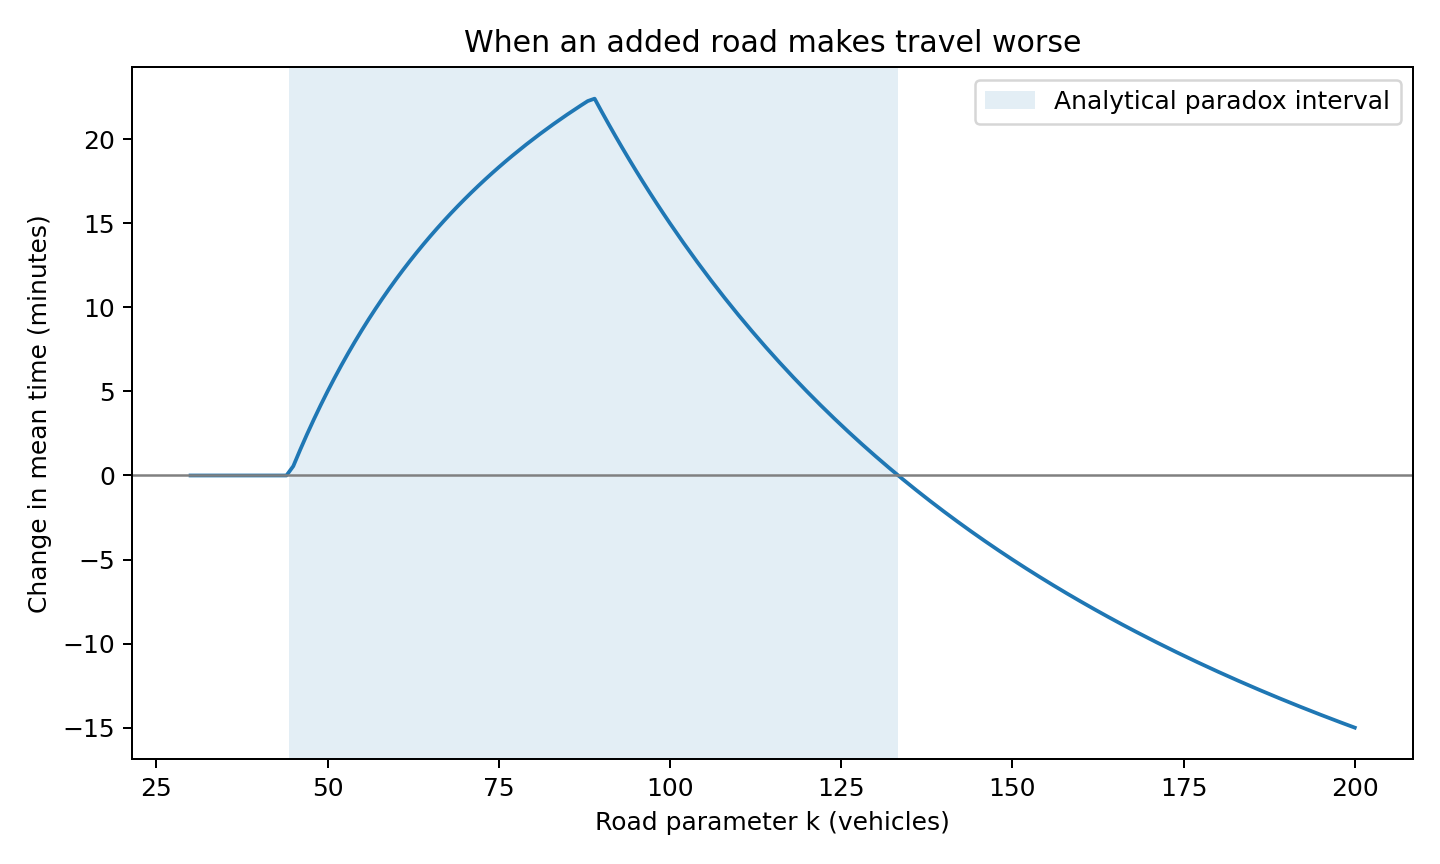 When an added road makes travel worse
Analytical paradox interval
Change in mean time (minutes)
20
15
10
5
0
−5
−10
−15
25 50 75 100 125 150 175 200
Road parameter k (vehicles)